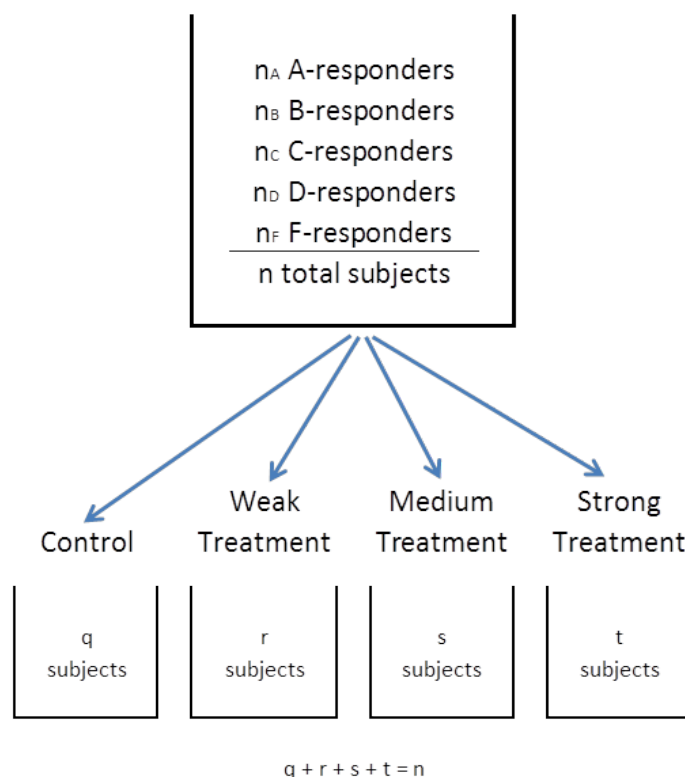 nA A-responders
nB B-responders
nC C-responders
nD D-responders
nF F-responders
n total subjects
Control
Weak Treatment
Medium Treatment
Strong Treatment
q subjects
r subjects
s subjects
t subjects
q + r + s + t = n